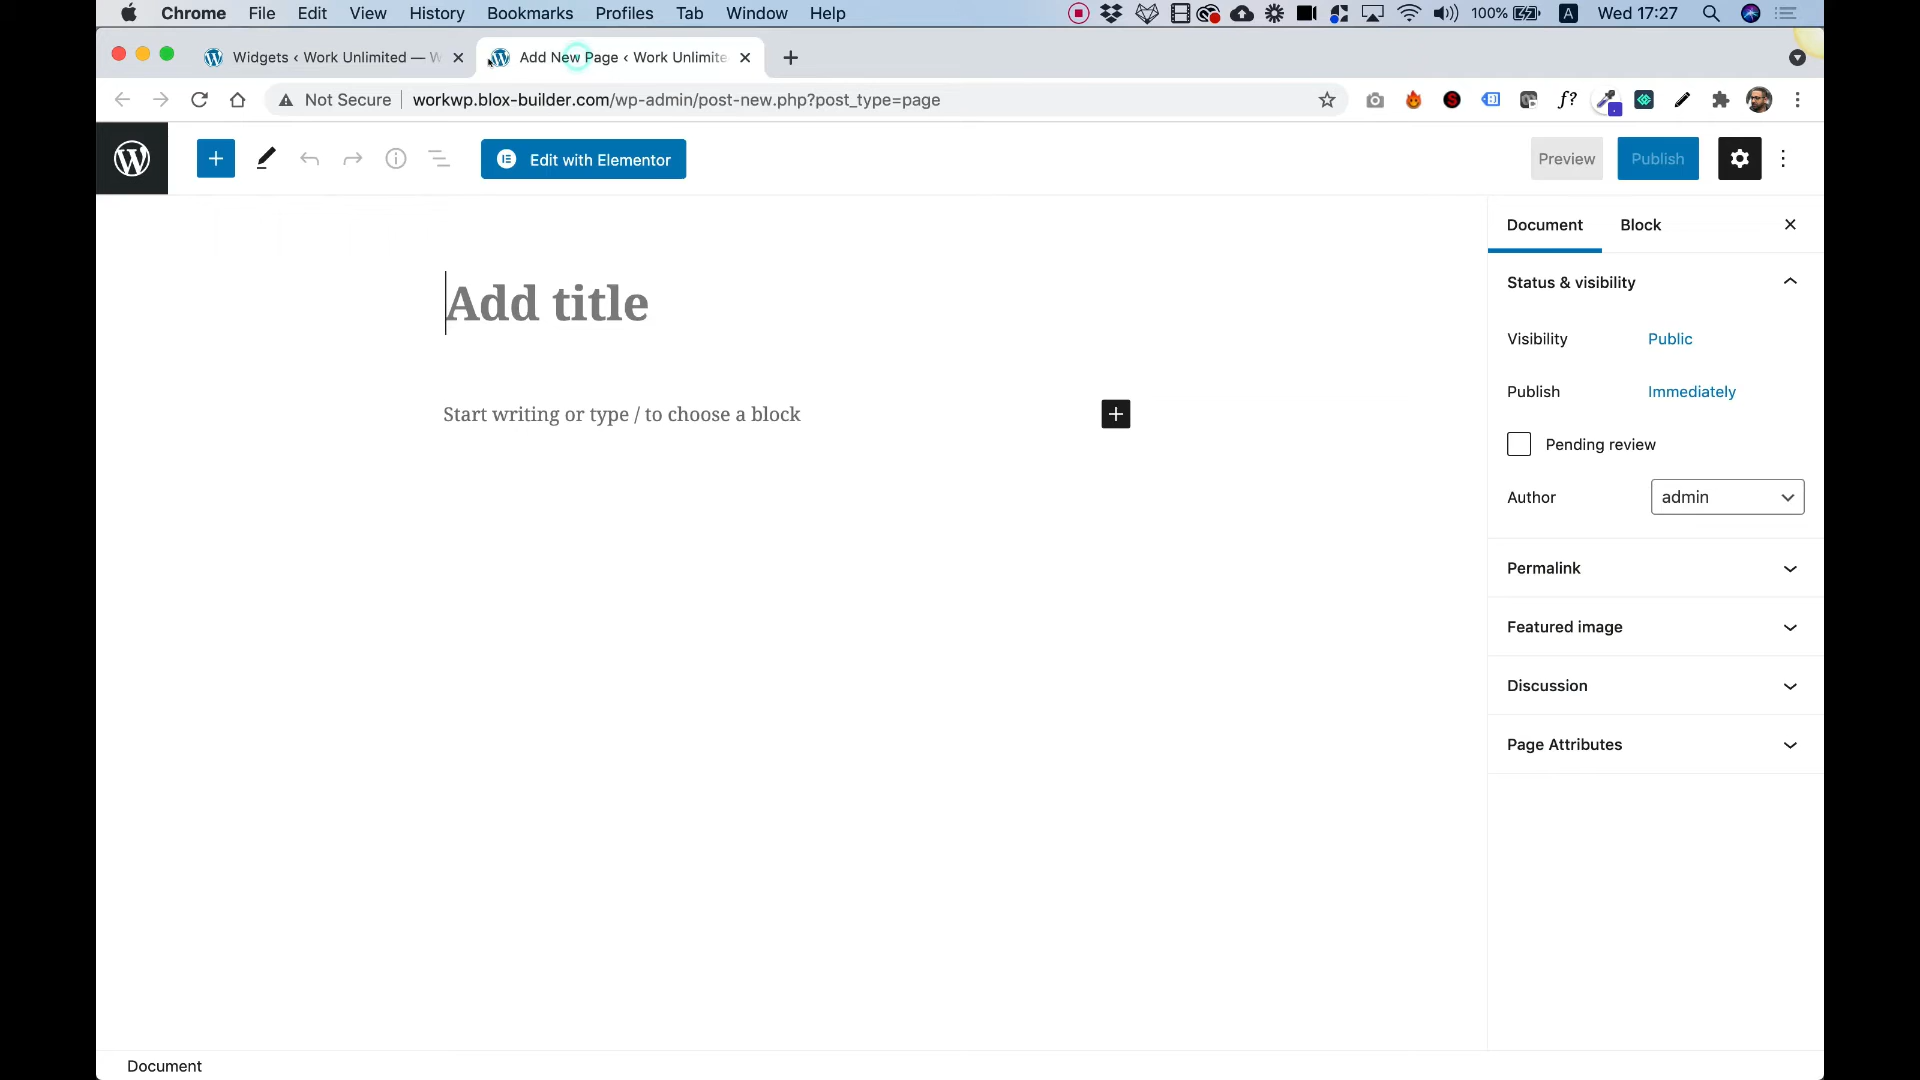 Chrome File Edit View History Bookmarks Profiles Tab Window Help 100% A Wed 17:27
Widgets ‹ Work Unlimited — W
Add New Page ‹ Work Unlimite
Not Secure workwp.blox-builder.com/wp-admin/post-new.php?post_type=page f?
Edit with Elementor Preview Publish
Document Block
Add title
Start writing or type / to choose a block
Status & visibility
Visibility Public
Publish Immediately
Pending review
Author admin
Permalink
Featured image
Discussion
Page Attributes
Document